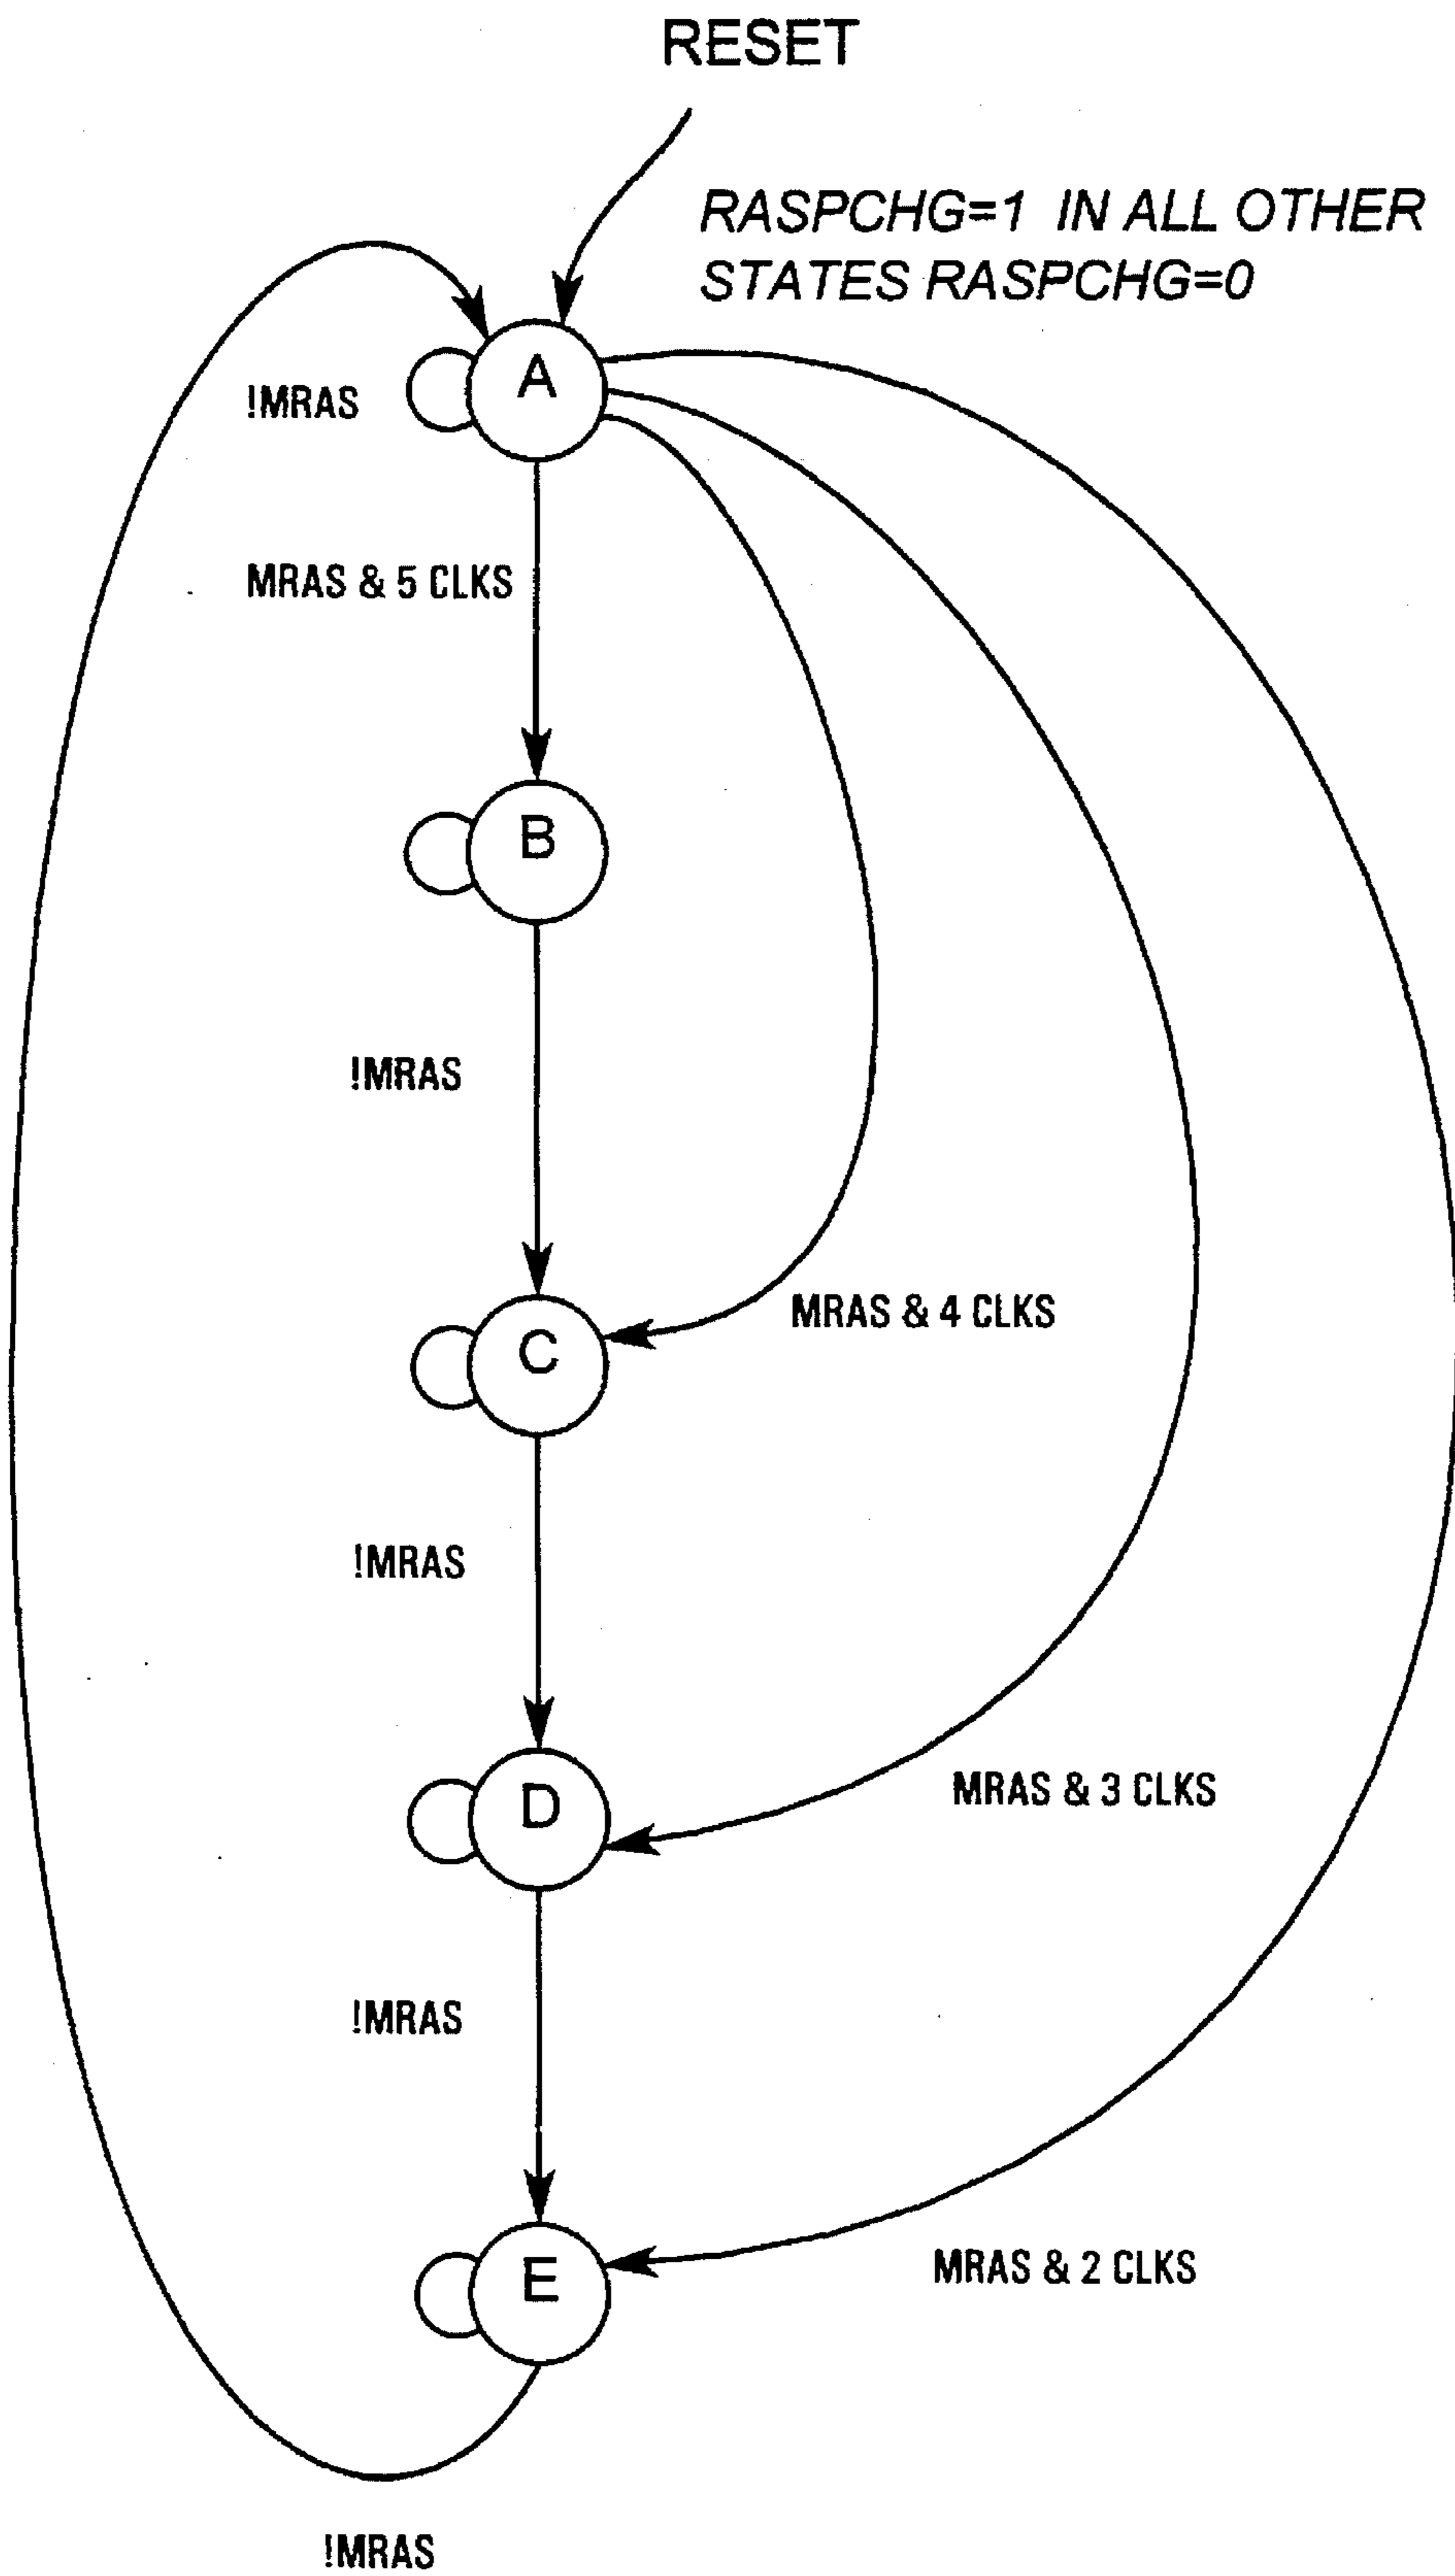 RESET
RASPCHG=1 IN ALL OTHER
STATES RASPCHG=0
A
!MRAS
MRAS & 5 CLKS
B
!MRAS
MRAS & 4 CLKS
C
!MRAS
MRAS & 3 CLKS
D
!MRAS
MRAS & 2 CLKS
E
!MRAS